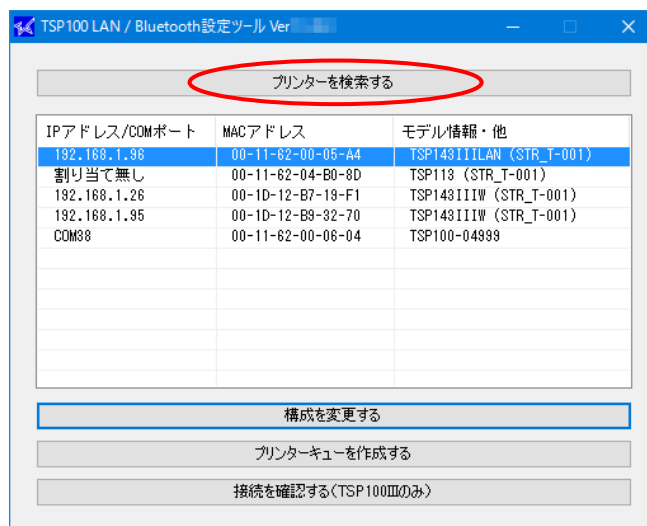 TSP100 LAN / Bluetooth設定ツール Ver
プリンターを検索する
IPアドレス/COMポート MACアドレス モデル情報・他
192.168.1.96 00-11-62-00-05-A4 TSP143IIILAN (STR_T-001)
割り当て無し 00-11-62-04-B0-8D TSP113 (STR_T-001)
192.168.1.26 00-1D-12-B7-19-F1 TSP143IIIW (STR_T-001)
192.168.1.95 00-1D-12-B9-32-70 TSP143IIIW (STR_T-001)
COM38 00-11-62-00-06-04 TSP100-04999
構成を変更する
プリンターキューを作成する
接続を確認する(TSP100Ⅲのみ)